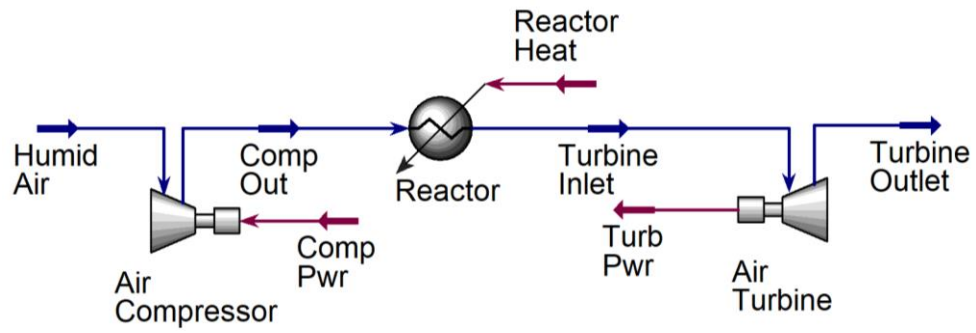 Reactor
Heat
Humid
Air
Comp
Out
Reactor
Turbine
Inlet
Turbine
Outlet
Comp
Pwr
Turb
Pwr
Air
Compressor
Air
Turbine